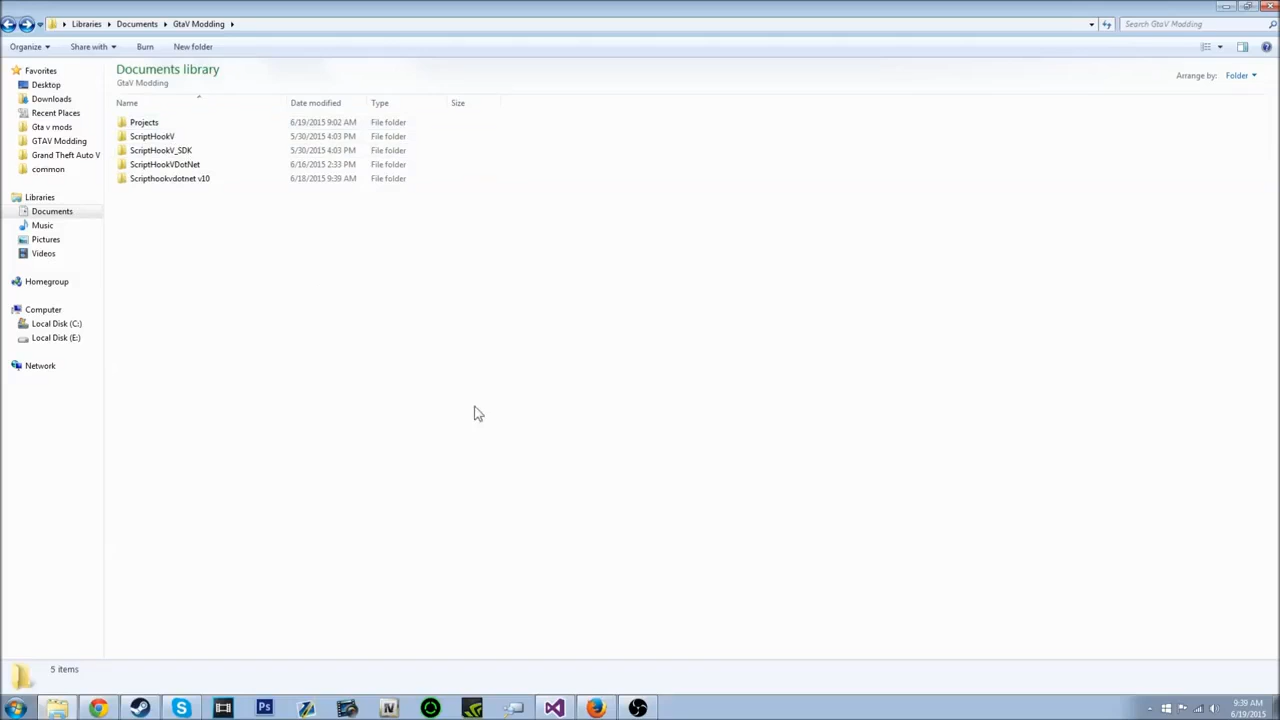 Libraries Documents GtaV Modding
Search GtaV Modding
Organize Share with Burn New folder
Favorites
Desktop
Downloads
Recent Places
Gta v mods
GTAV Modding
Grand Theft Auto V
common
Libraries
Documents
Music
Pictures
Videos
Homegroup
Computer
Local Disk (C:)
Local Disk (E:)
Network
Documents library
GtaV Modding
Arrange by: Folder
Name Date modified Type Size
Projects 6/19/2015 9:02 AM File folder
ScriptHookV 5/30/2015 4:03 PM File folder
ScriptHookV_SDK 5/30/2015 4:03 PM File folder
ScriptHookVDotNet 6/16/2015 2:33 PM File folder
Scripthookvdotnet v10 6/18/2015 9:39 AM File folder
5 items
Ps
IV
9:39 AM
6/19/2015